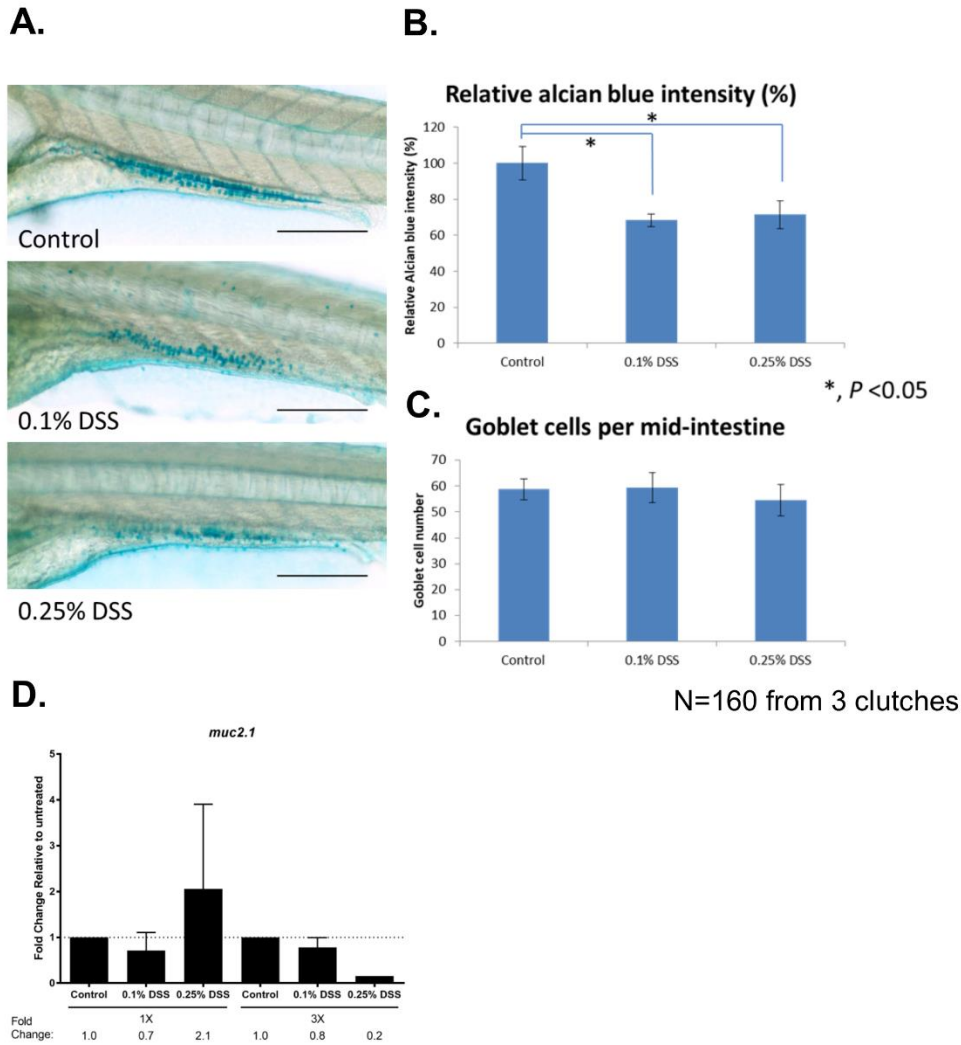 A.
Control
0.1% DSS
0.25% DSS
B.
Relative alcian blue intensity (%)
Relative Alcian blue intensity (%)
120
100
80
60
40
20
0
*
*
Control 0.1% DSS 0.25% DSS
*, P <0.05
C.
Goblet cells per mid-intestine
Goblet cell number
70
60
50
40
30
20
10
0
Control 0.1% DSS 0.25% DSS
N=160 from 3 clutches
D.
muc2.1
Fold Change Relative to untreated
5
4
3
2
1
0
Control 0.1% DSS 0.25% DSS Control 0.1% DSS 0.25% DSS
1X 3X
Fold
Change: 1.0 0.7 2.1 1.0 0.8 0.2